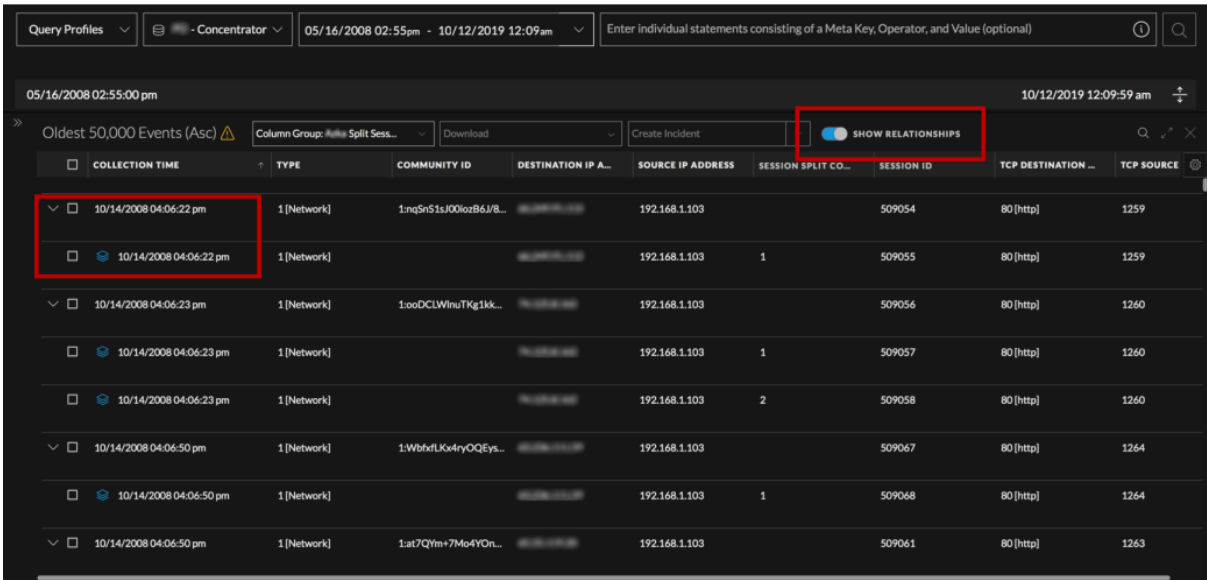 Query Profiles - Concentrator 05/16/2008 02:55pm - 10/12/2019 12:09am Enter individual statements consisting of a Meta Key, Operator, and Value (optional)
05/16/2008 02:55:00 pm 10/12/2019 12:09:59 am
Oldest 50,000 Events (Asc) Column Group: Split Sess... Download Create Incident SHOW RELATIONSHIPS
COLLECTION TIME TYPE COMMUNITY ID DESTINATION IP A... SOURCE IP ADDRESS SESSION SPLIT CO... SESSION ID TCP DESTINATION ... TCP SOURCE
10/14/2008 04:06:22 pm 1 [Network] 1:nqSnS1sJ00iozB6J/8... 192.168.1.103 509054 80 [http] 1259
10/14/2008 04:06:22 pm 1 [Network] 192.168.1.103 1 509055 80 [http] 1259
10/14/2008 04:06:23 pm 1 [Network] 1:ooDCLWlnuTKg1kk... 192.168.1.103 509056 80 [http] 1260
10/14/2008 04:06:23 pm 1 [Network] 192.168.1.103 1 509057 80 [http] 1260
10/14/2008 04:06:23 pm 1 [Network] 192.168.1.103 2 509058 80 [http] 1260
10/14/2008 04:06:50 pm 1 [Network] 1:WbfxfLKx4ryOQEys... 192.168.1.103 509067 80 [http] 1264
10/14/2008 04:06:50 pm 1 [Network] 192.168.1.103 1 509068 80 [http] 1264
10/14/2008 04:06:50 pm 1 [Network] 1:at7QYm+7Mo4YOn... 192.168.1.103 509061 80 [http] 1263